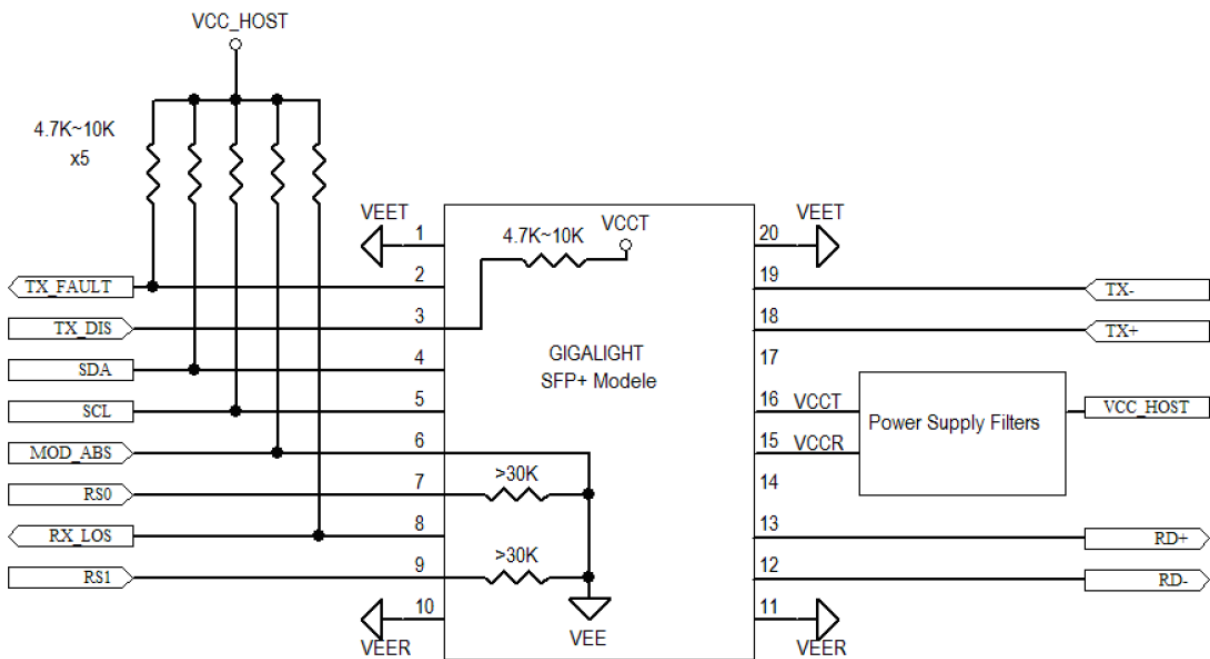 VCC_HOST
4.7K~10K
x5
VEET
1
4.7K~10K
VCCT
20
VEET
TX_FAULT
2
19
TX-
TX_DIS
3
18
TX+
SDA
4
GIGALIGHT
SFP+ Modele
17
SCL
5
16
VCCT
Power Supply Filters
VCC_HOST
MOD_ABS
6
15
VCCR
RS0
7
>30K
14
RX_LOS
8
13
RD+
RS1
9
>30K
12
RD-
10
VEER
VEE
11
VEER